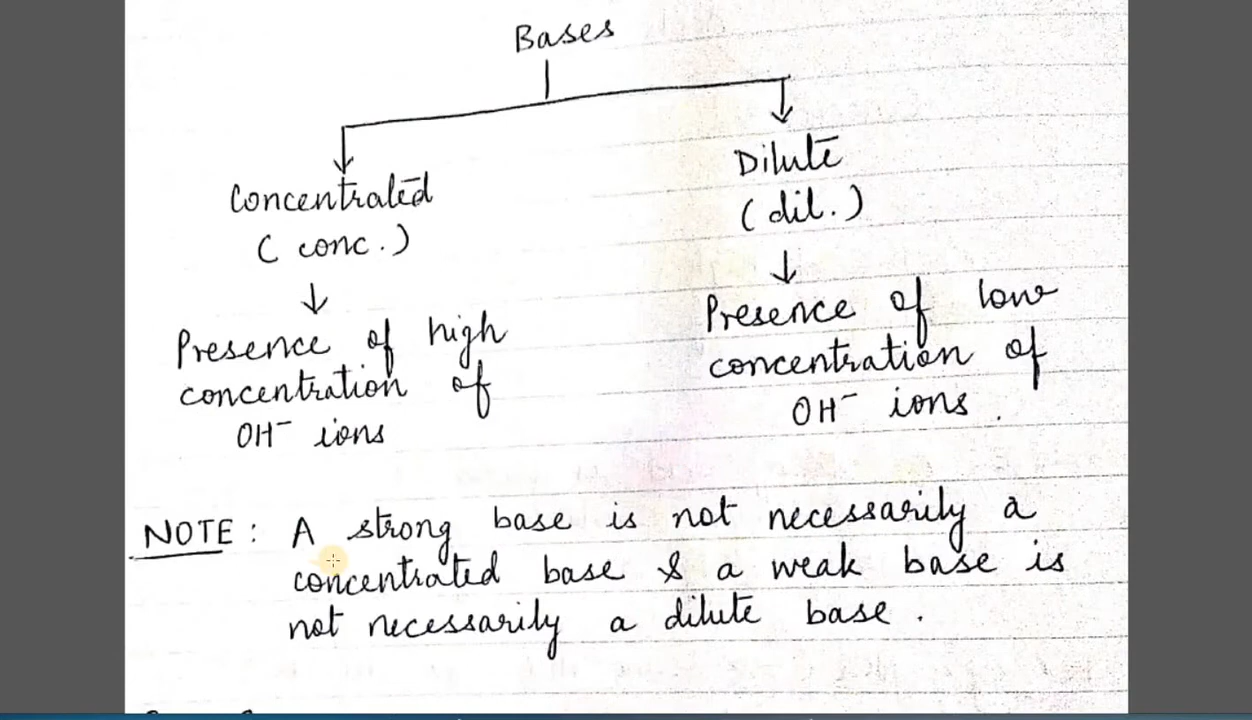 Bases
Concentrated
(conc.)
Presence of high
concentration of
OH⁻ ions
Dilute
(dil.)
Presence of low
concentration of
OH⁻ ions.
NOTE: A strong base is not necessarily a
concentrated base & a weak base is
not necessarily a dilute base.